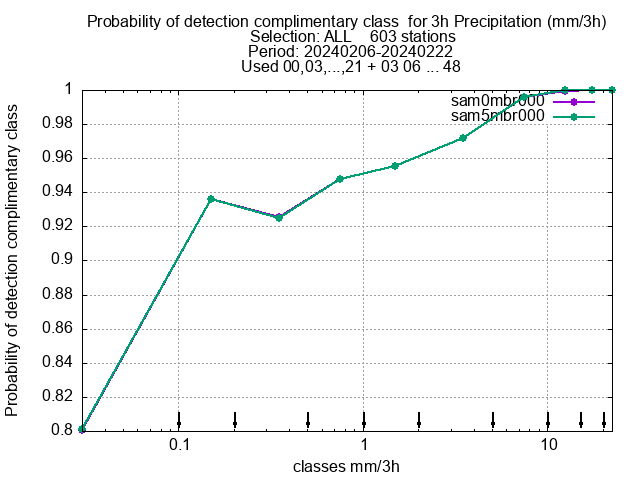 Probability of detection complimentary class  for 3h Precipitation (mm/3h)
Selection: ALL    603 stations
Period: 20240206-20240222
Used 00,03,...,21 + 03 06 ... 48
sam0mbr000
sam5mbr000
Probability of detection complimentary class
1
0.98
0.96
0.94
0.92
0.9
0.88
0.86
0.84
0.82
0.8
0.1 1 10
classes mm/3h